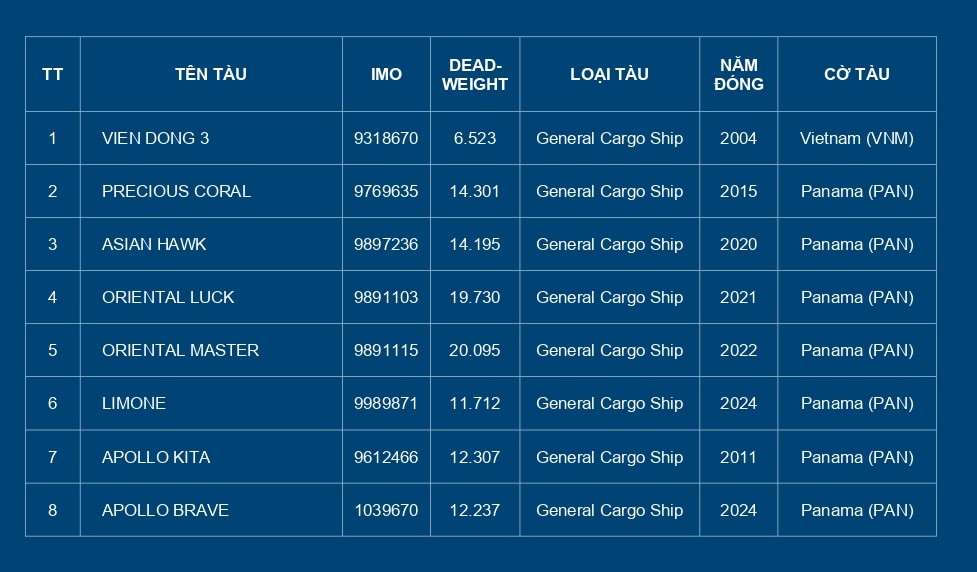 TT TÊN TÀU IMO DEAD-WEIGHT LOẠI TÀU NĂM ĐÓNG CỜ TÀU
1 VIEN DONG 3 9318670 6.523 General Cargo Ship 2004 Vietnam (VNM)
2 PRECIOUS CORAL 9769635 14.301 General Cargo Ship 2015 Panama (PAN)
3 ASIAN HAWK 9897236 14.195 General Cargo Ship 2020 Panama (PAN)
4 ORIENTAL LUCK 9891103 19.730 General Cargo Ship 2021 Panama (PAN)
5 ORIENTAL MASTER 9891115 20.095 General Cargo Ship 2022 Panama (PAN)
6 LIMONE 9989871 11.712 General Cargo Ship 2024 Panama (PAN)
7 APOLLO KITA 9612466 12.307 General Cargo Ship 2011 Panama (PAN)
8 APOLLO BRAVE 1039670 12.237 General Cargo Ship 2024 Panama (PAN)